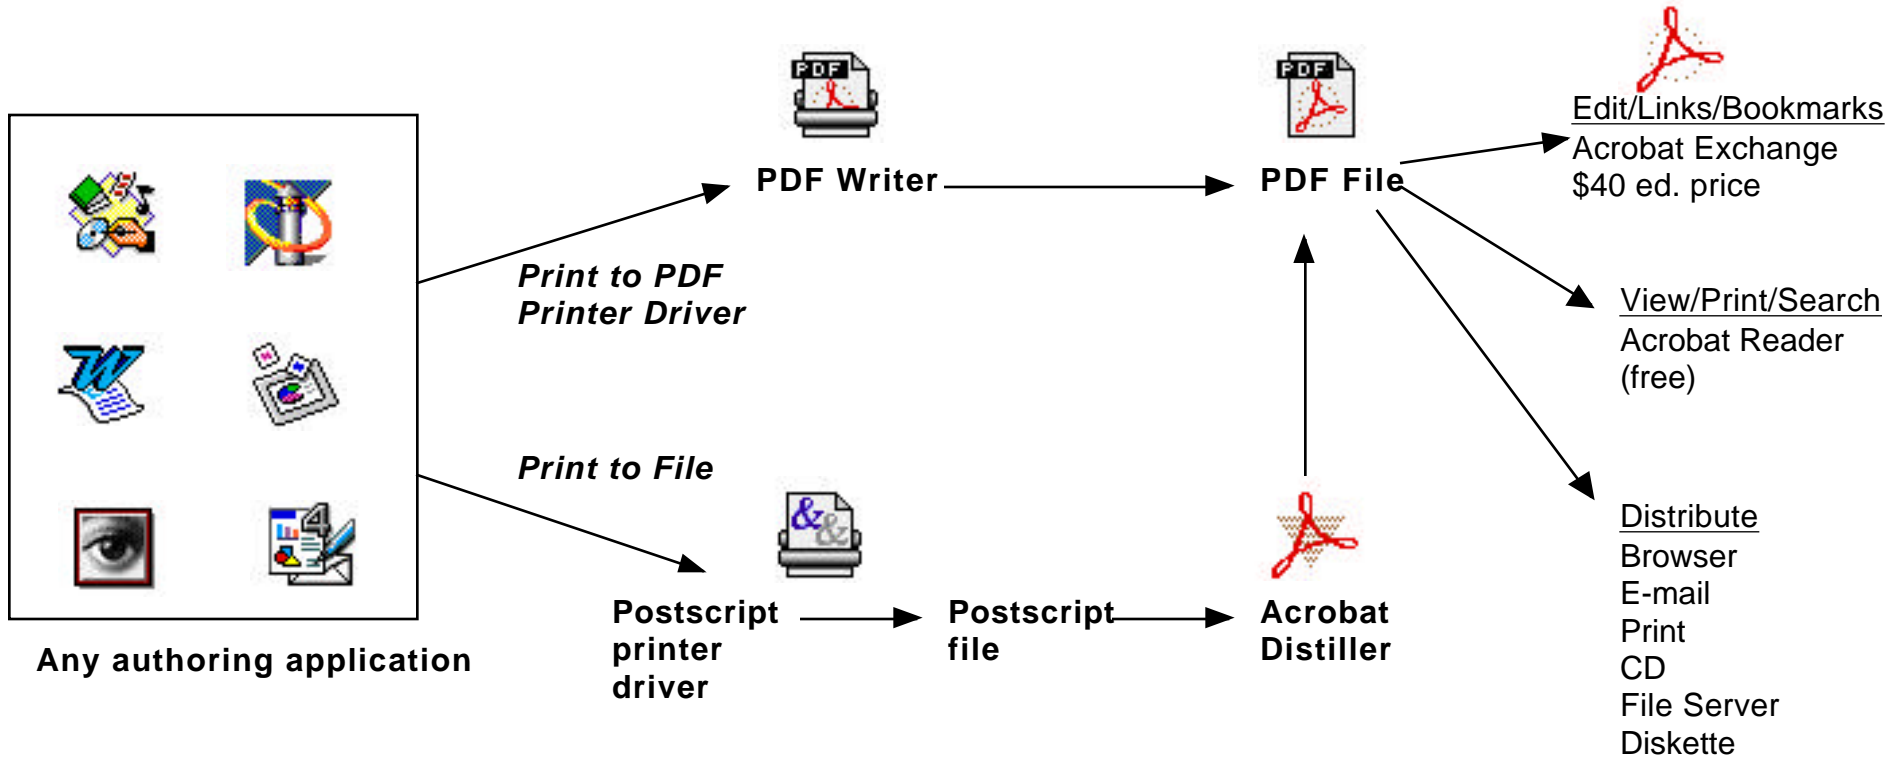 PDF
PDF Writer
PDF
PDF File
Edit/Links/Bookmarks
Acrobat Exchange
$40 ed. price
Print to PDF
Printer Driver
View/Print/Search
Acrobat Reader
(free)
W
Print to File
&
&
4
Any authoring application
Postscript
printer
driver
Postscript
file
Acrobat
Distiller
Distribute
Browser
E-mail
Print
CD
File Server
Diskette